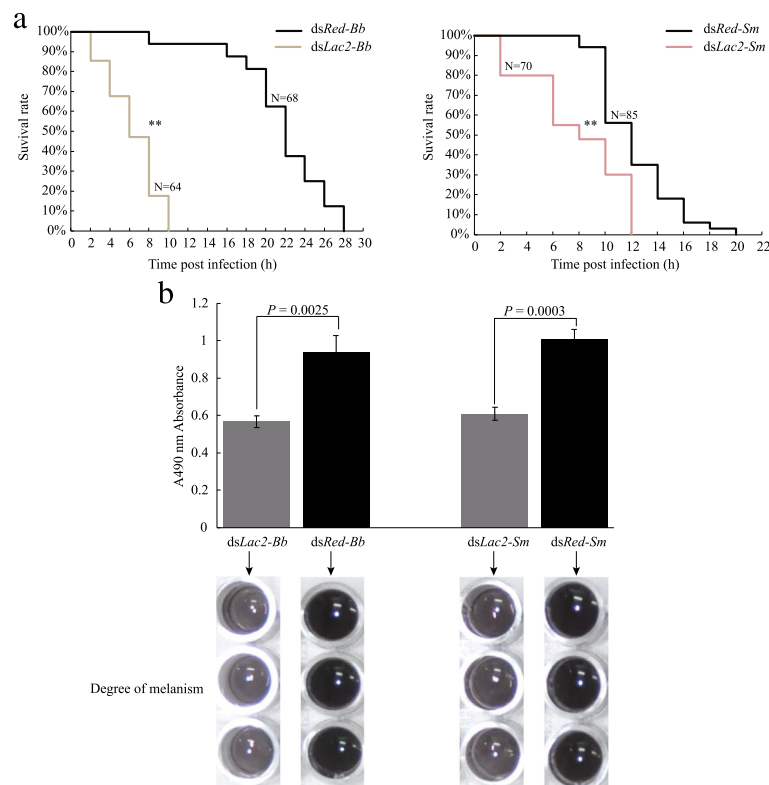 a
dsRed-Bb
dsLac2-Bb
Suvival rate
100%
90%
80%
70%
60%
50%
40%
30%
20%
10%
0%
N=68
**
N=64
0 2 4 6 8 10 12 14 16 18 20 22 24 26 28 30
Time post infection (h)
dsRed-Sm
dsLac2-Sm
Suvival rate
100%
90%
80%
70%
60%
50%
40%
30%
20%
10%
0%
N=70
N=85
**
0 2 4 6 8 10 12 14 16 18 20 22
Time post infection (h)
b
A490 nm Absorbance
1.2
1
0.8
0.6
0.4
0.2
0
P = 0.0025
P = 0.0003
dsLac2-Bb dsRed-Bb dsLac2-Sm dsRed-Sm
Degree of melanism